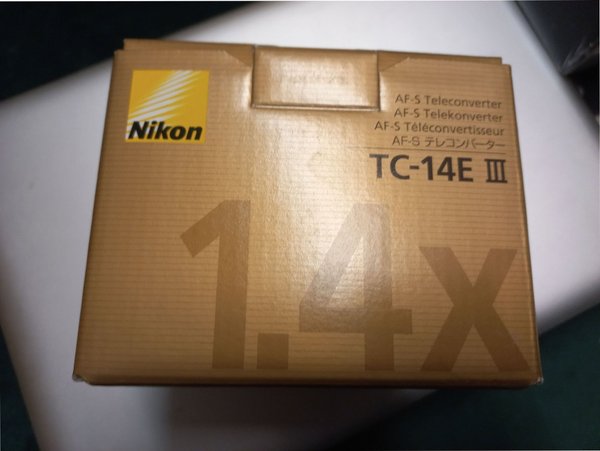 Nikon
AF-S Teleconverter
AF-S Telekonverter
AF-S Téléconvertisseur
AF-S テレコンバーター
TC-14E III
1.4x